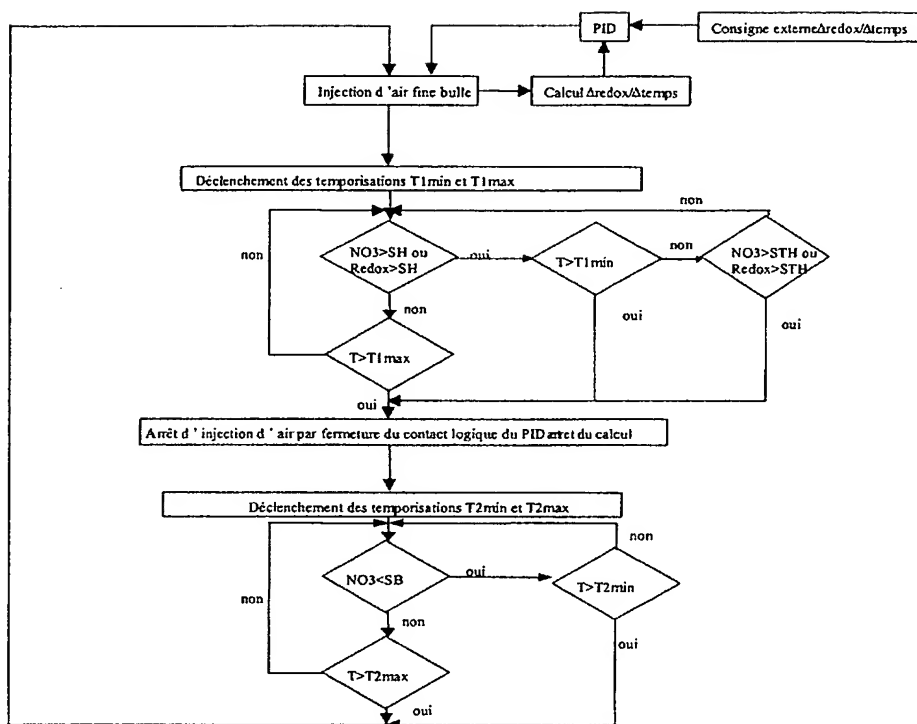 PID
Consigne externeΔredox/Δtemps
Injection d 'air fine bulle
Calcul Δredox/Δtemps
Déclenchement des temporisations T1min et T1max
non
non
NO3>SH ou
Redox>SH
oui
T>T1min
non
NO3>STH ou
Redox>STH
non
oui
oui
T>T1max
oui
Arrêt d ' injection d ' air par fermeture du contact logique du PID arret du calcul
Déclenchement des temporisations T2min et T2max
non
non
NO3<SB
oui
T>T2min
non
oui
T>T2max
oui